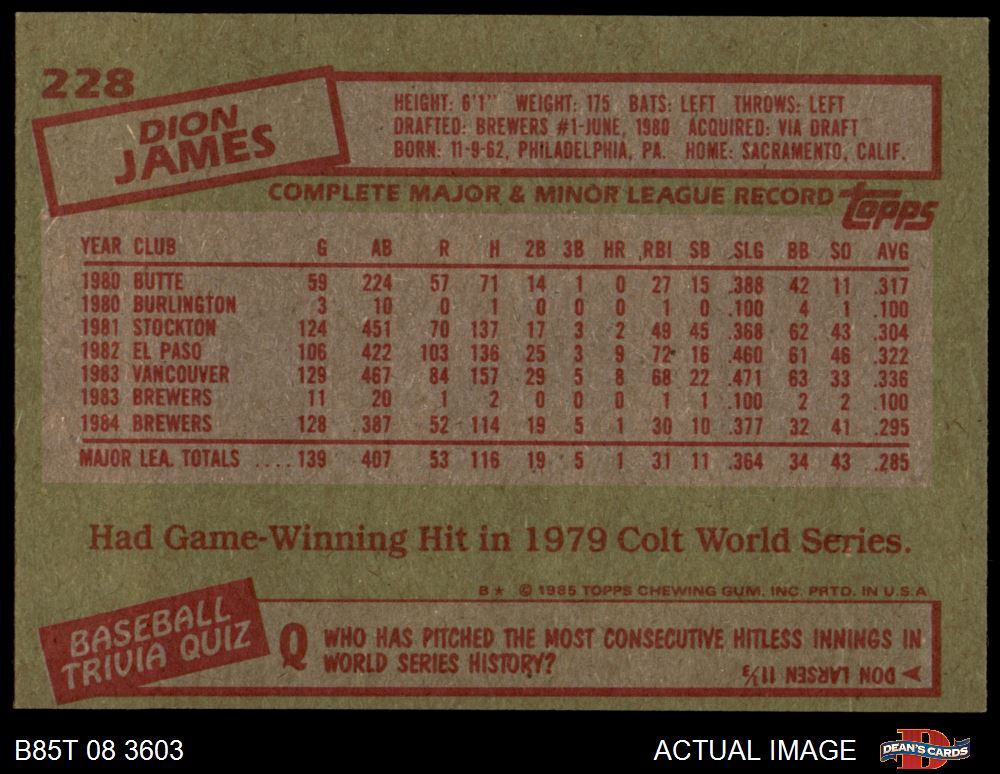 228
DION
JAMES
HEIGHT: 6'1" WEIGHT: 175 BATS: LEFT THROWS: LEFT
DRAFTED: BREWERS #1-JUNE, 1980 ACQUIRED: VIA DRAFT
BORN: 11-9-62, PHILADELPHIA, PA. HOME: SACRAMENTO, CALIF.
COMPLETE MAJOR & MINOR LEAGUE RECORD topps
YEAR CLUB G AB R H 2B 3B HR RBI SB SLG BB SO AVG
1980 BUTTE 59 224 57 71 14 1 0 27 15 .388 42 11 .317
1980 BURLINGTON 3 10 0 1 0 0 0 1 0 .100 4 1 .100
1981 STOCKTON 124 451 70 137 17 3 2 49 45 .368 62 43 .304
1982 EL PASO 106 422 103 136 25 3 9 72 16 .460 61 46 .322
1983 VANCOUVER 129 467 84 157 29 5 8 68 22 .471 63 33 .336
1983 BREWERS 11 20 1 2 0 0 0 1 1 .100 2 2 .100
1984 BREWERS 128 387 52 114 19 5 1 30 10 .377 32 41 .295
MAJOR LEA. TOTALS ....139 407 53 116 19 5 1 31 11 .364 34 43 .285
Had Game-Winning Hit in 1979 Colt World Series.
B★ © 1985 TOPPS CHEWING GUM, INC. PRTD. IN U.S.A
BASEBALL
TRIVIA QUIZ
Q WHO HAS PITCHED THE MOST CONSECUTIVE HITLESS INNINGS IN
WORLD SERIES HISTORY?
➤ DON LARSEN 11⅓
B85T 08 3603
ACTUAL IMAGE
D
DEAN'S CARDS